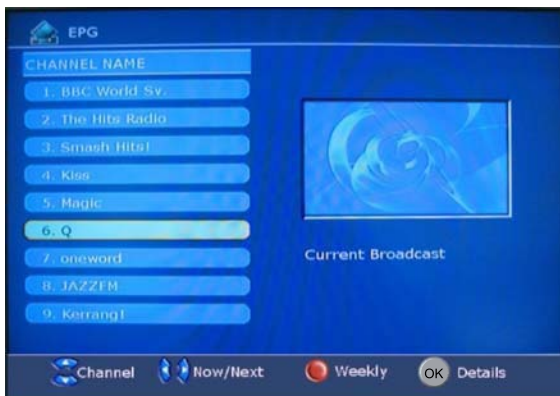 EPG
CHANNEL NAME
1. BBC World Sv.
2. The Hits Radio
3. Smash Hits!
4. Kiss
5. Magic
6. Q
7. oneword
8. JAZZFM
9. Kerrang!
Current Broadcast
Channel Now/Next Weekly OK Details